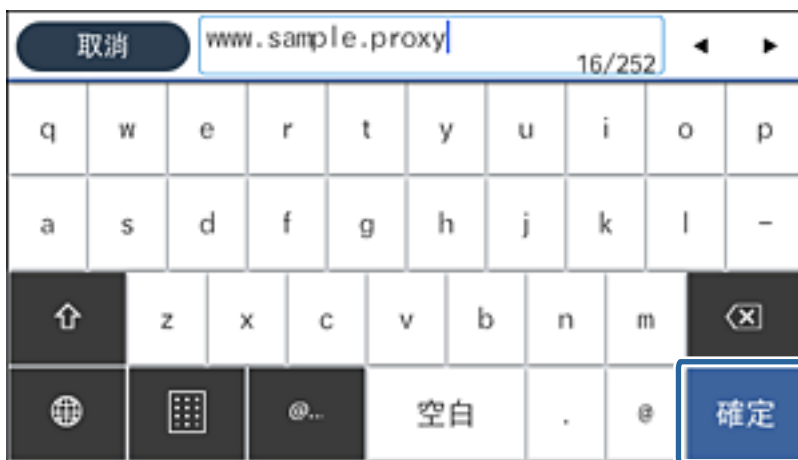 取消 www.sample.proxy 16/252
q w e r t y u i o p
a s d f g h j k l -
z x c v b n m
@... 空白 . @ 確定